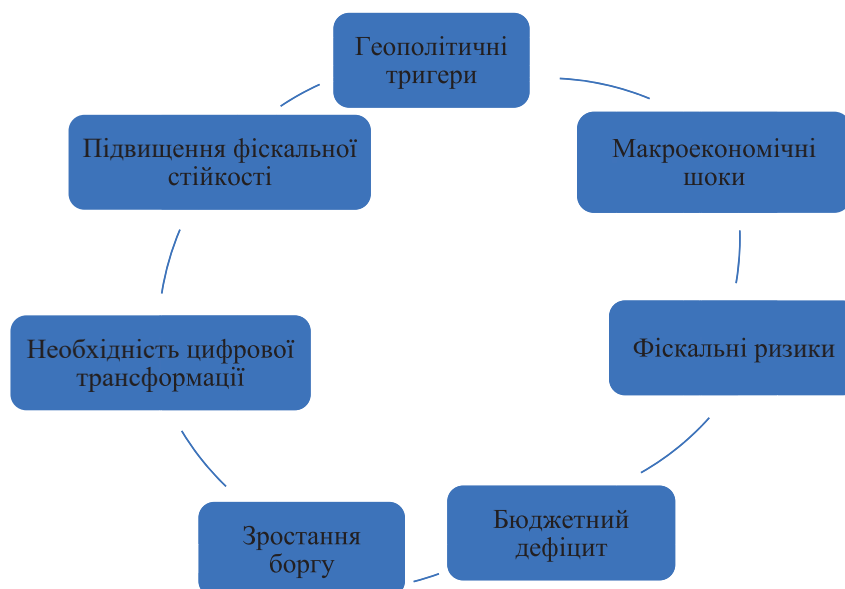 Геополітичні
тригери
Макроекономічні
шоки
Фіскальні ризики
Бюджетний
дефіцит
Зростання
боргу
Необхідність цифрової
трансформації
Підвищення фіскальної
стійкості